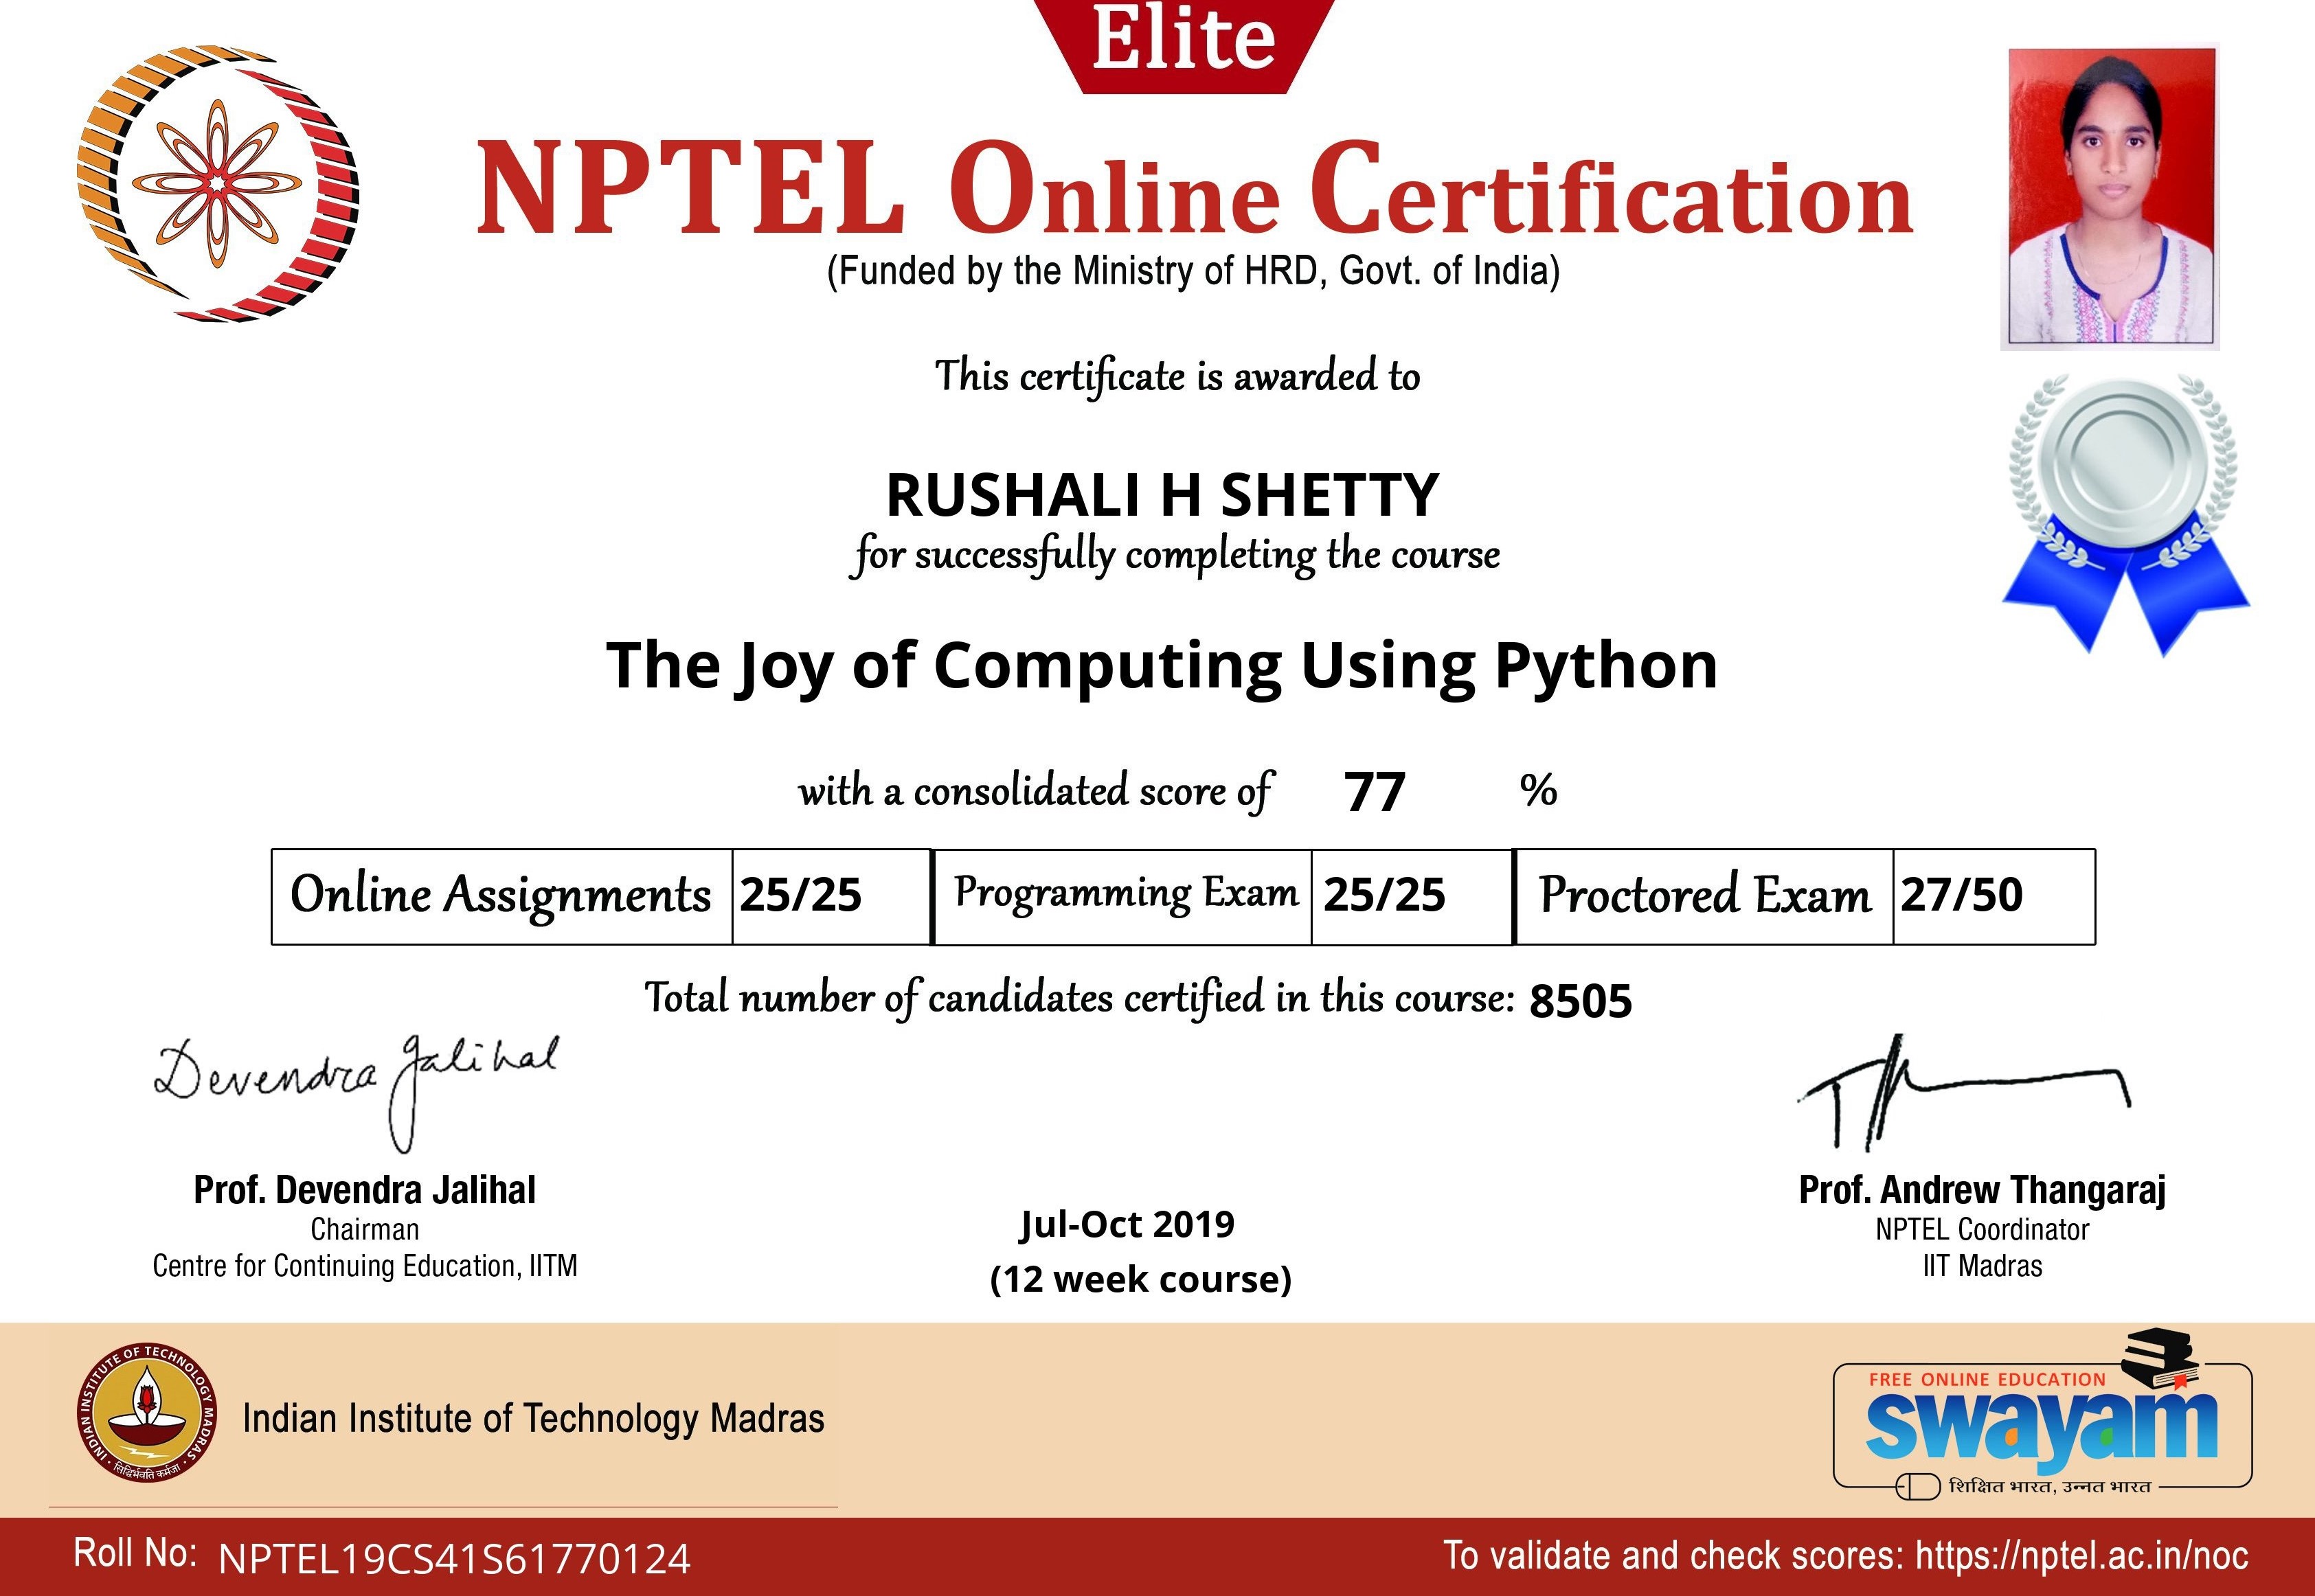 Elite
NPTEL Online Certification
(Funded by the Ministry of HRD, Govt. of India)
This certificate is awarded to
RUSHALI H SHETTY
for successfully completing the course
The Joy of Computing Using Python
with a consolidated score of 77 %
Online Assignments 25/25 Programming Exam 25/25 Proctored Exam 27/50
Total number of candidates certified in this course: 8505
Devendra Jalihal
Prof. Devendra Jalihal
Chairman
Centre for Continuing Education, IITM
Jul-Oct 2019
(12 week course)
Prof. Andrew Thangaraj
NPTEL Coordinator
IIT Madras
INDIAN INSTITUTE OF TECHNOLOGY MADRAS
सिद्धिर्भवति कर्मजा
Indian Institute of Technology Madras
FREE ONLINE EDUCATION
swayam
शिक्षित भारत, उन्नत भारत
Roll No: NPTEL19CS41S61770124
To validate and check scores: https://nptel.ac.in/noc